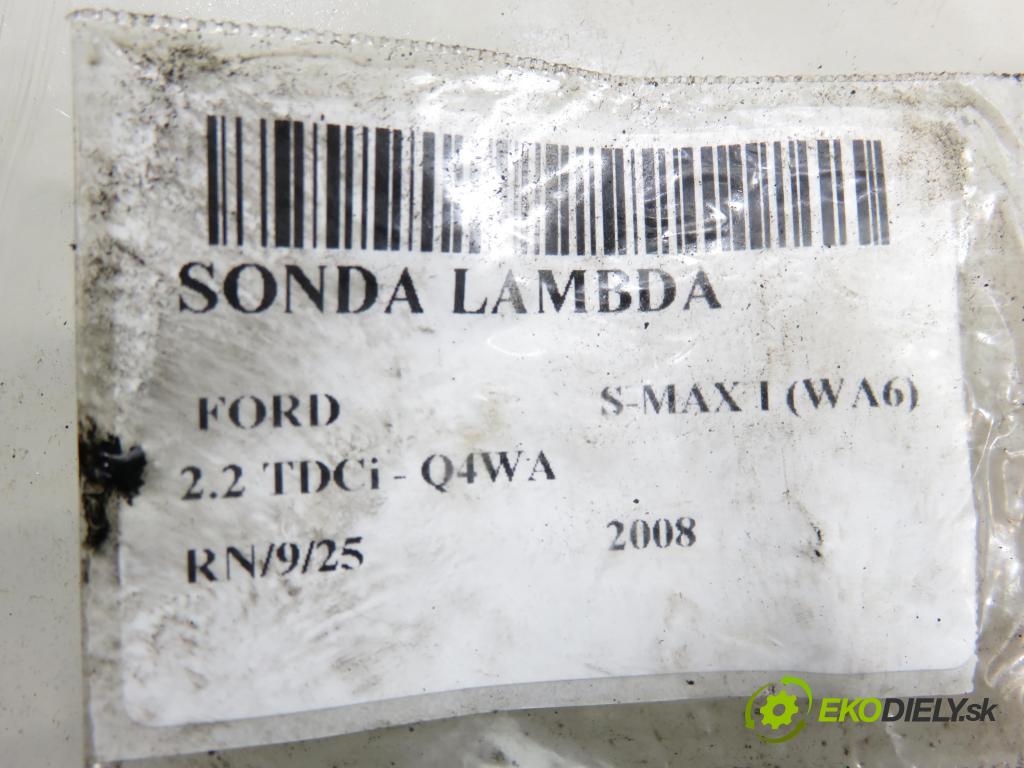 SONDA LAMBDA
FORD S-MAX I (WA6)
2.2 TDCi - Q4WA
RN/9/25 2008
EKODIELY.sk